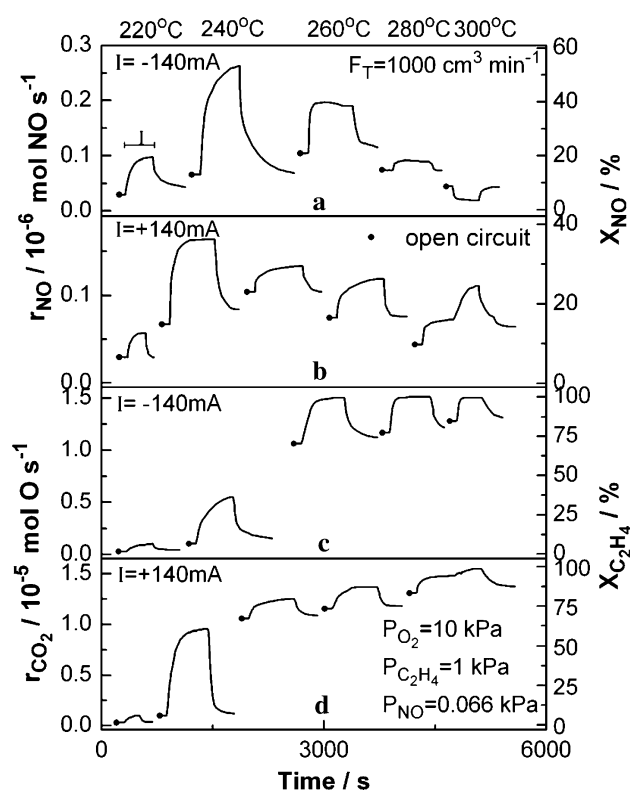 220°C 240°C 260°C 280°C 300°C
0.3
0.2
0.1
0.0
I= -140mA
F_T=1000 cm³ min⁻¹
I
a
60
40
20
0
0.1
0.0
I=+140mA
open circuit
b
40
20
0
r_NO / 10⁻⁶ mol NO s⁻¹
X_NO / %
1.5
1.0
0.5
0.0
I= -140mA
c
100
75
50
25
0
1.5
1.0
0.5
0.0
I=+140mA
P_O₂=10 kPa
P_C₂H₄=1 kPa
P_NO=0.066 kPa
d
100
75
50
25
0
r_CO₂ / 10⁻⁵ mol O s⁻¹
X_C₂H₄ / %
0 3000 6000
Time / s